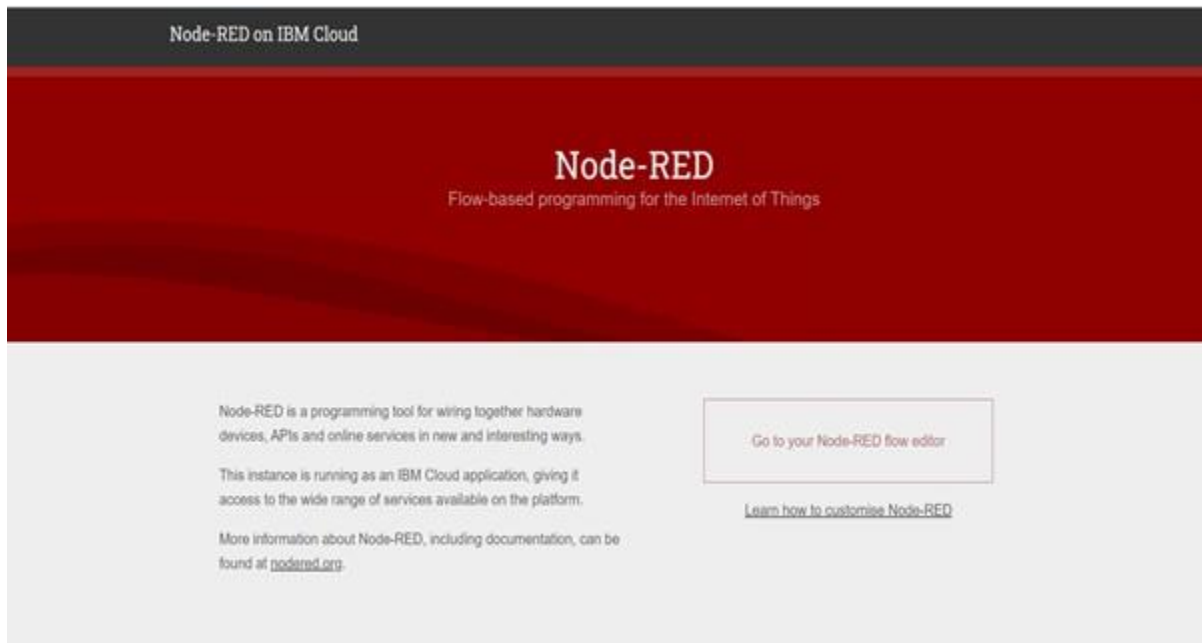 Node-RED on IBM Cloud
Node-RED
Flow-based programming for the Internet of Things
Node-RED is a programming tool for wiring together hardware
devices, APIs and online services in new and interesting ways.
This instance is running as an IBM Cloud application, giving it
access to the wide range of services available on the platform.
More information about Node-RED, including documentation, can be
found at nodered.org.
Go to your Node-RED flow editor
Learn how to customise Node-RED